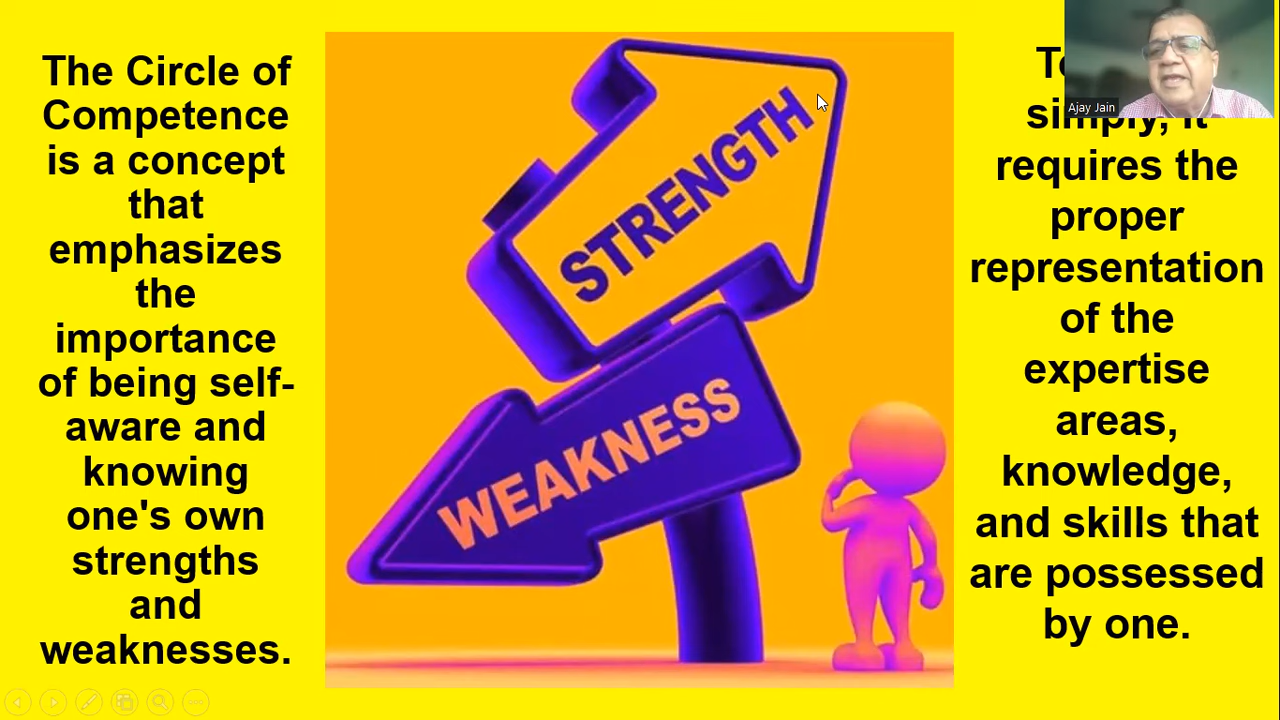 The Circle of
Competence
is a concept
that
emphasizes
the
importance
of being self-
aware and
knowing
one's own
strengths
and
weaknesses.
STRENGTH
WEAKNESS
Ajay Jain
simply, it
requires the
proper
representation
of the
expertise
areas,
knowledge,
and skills that
are possessed
by one.